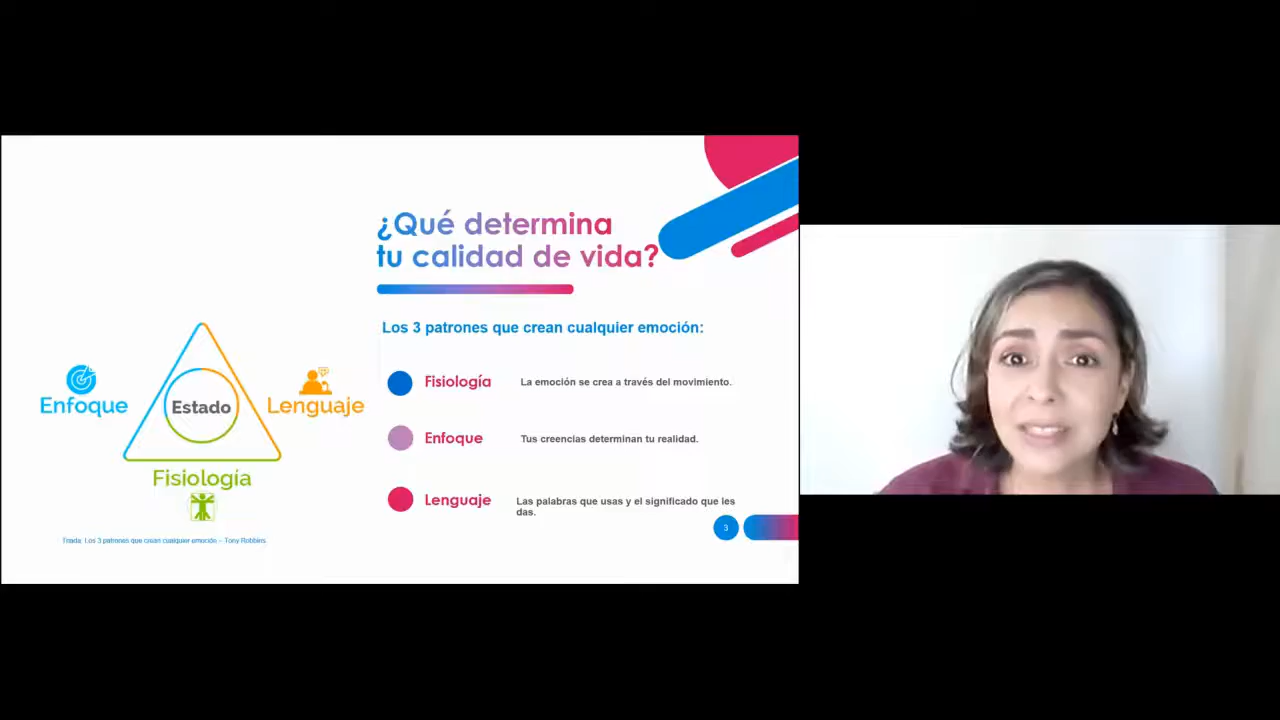 ¿Qué determina
tu calidad de vida?
Los 3 patrones que crean cualquier emoción:
Enfoque
Estado
Lenguaje
Fisiología
Triada: Los 3 patrones que crean cualquier emoción – Tony Robbins
Fisiología
La emoción se crea a través del movimiento.
Enfoque
Tus creencias determinan tu realidad.
Lenguaje
Las palabras que usas y el significado que les
das.
3